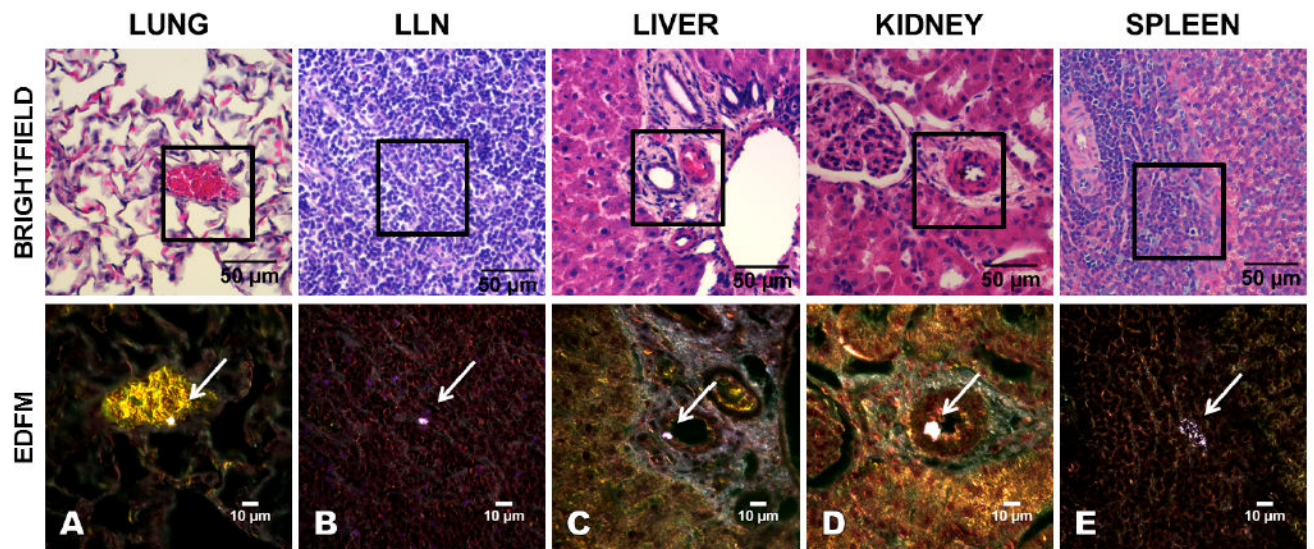 LUNG LLN LIVER KIDNEY SPLEEN
BRIGHTFIELD
50 µm 50 µm 50 µm 50 µm 50 µm
EDFM
A 10 µm B 10 µm C 10 µm D 10 µm E 10 µm